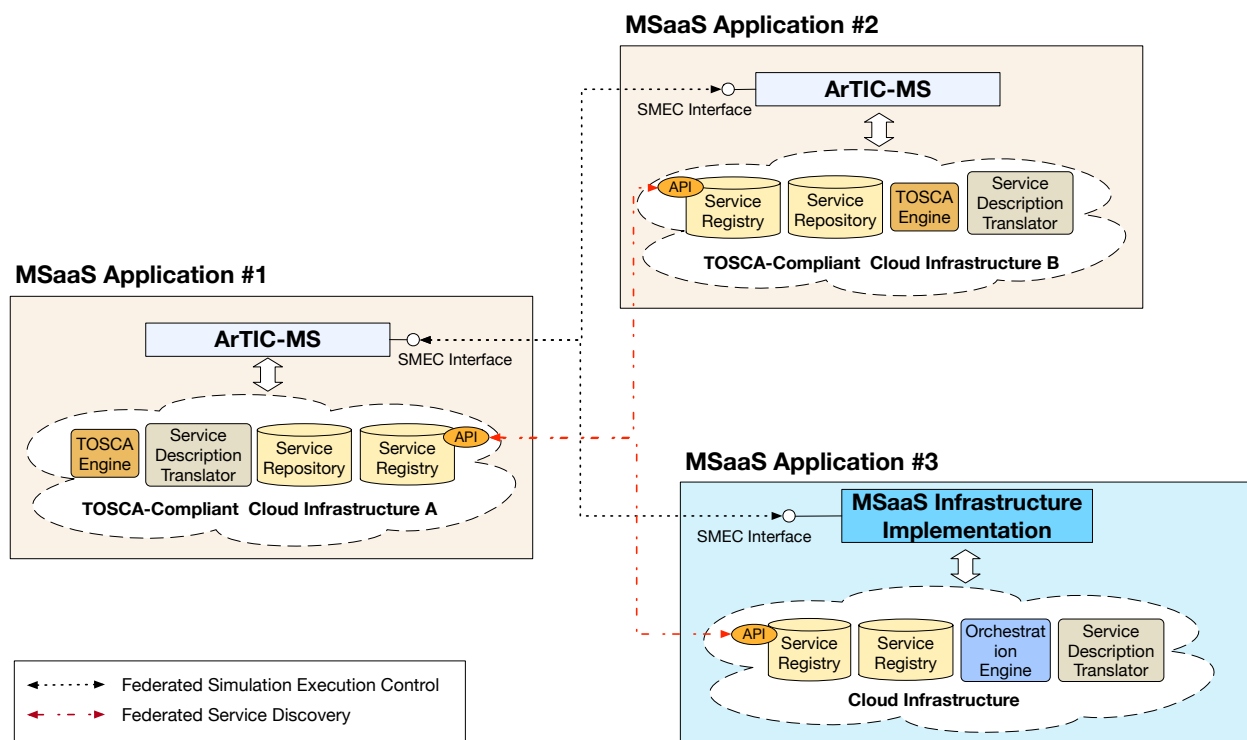 MSaaS Application #2
ArTIC-MS
SMEC Interface
API
Service
Registry
Service
Repository
TOSCA
Engine
Service
Description
Translator
TOSCA-Compliant Cloud Infrastructure B
MSaaS Application #1
ArTIC-MS
SMEC Interface
TOSCA
Engine
Service
Description
Translator
Service
Repository
Service
Registry
API
TOSCA-Compliant Cloud Infrastructure A
MSaaS Application #3
MSaaS Infrastructure
Implementation
SMEC Interface
API
Service
Registry
Service
Registry
Orchestrat
ion
Engine
Service
Description
Translator
Cloud Infrastructure
Federated Simulation Execution Control
Federated Service Discovery